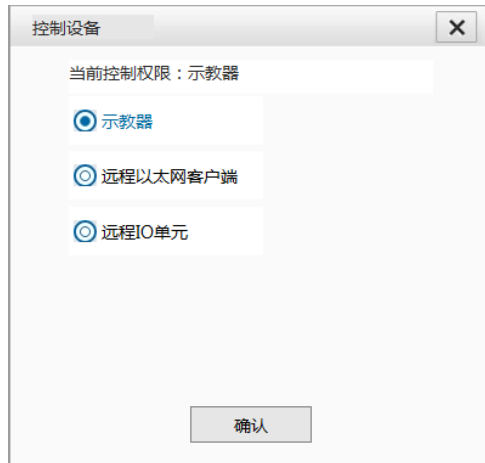 控制设备
当前控制权限：示教器
示教器
远程以太网客户端
远程IO单元
确认